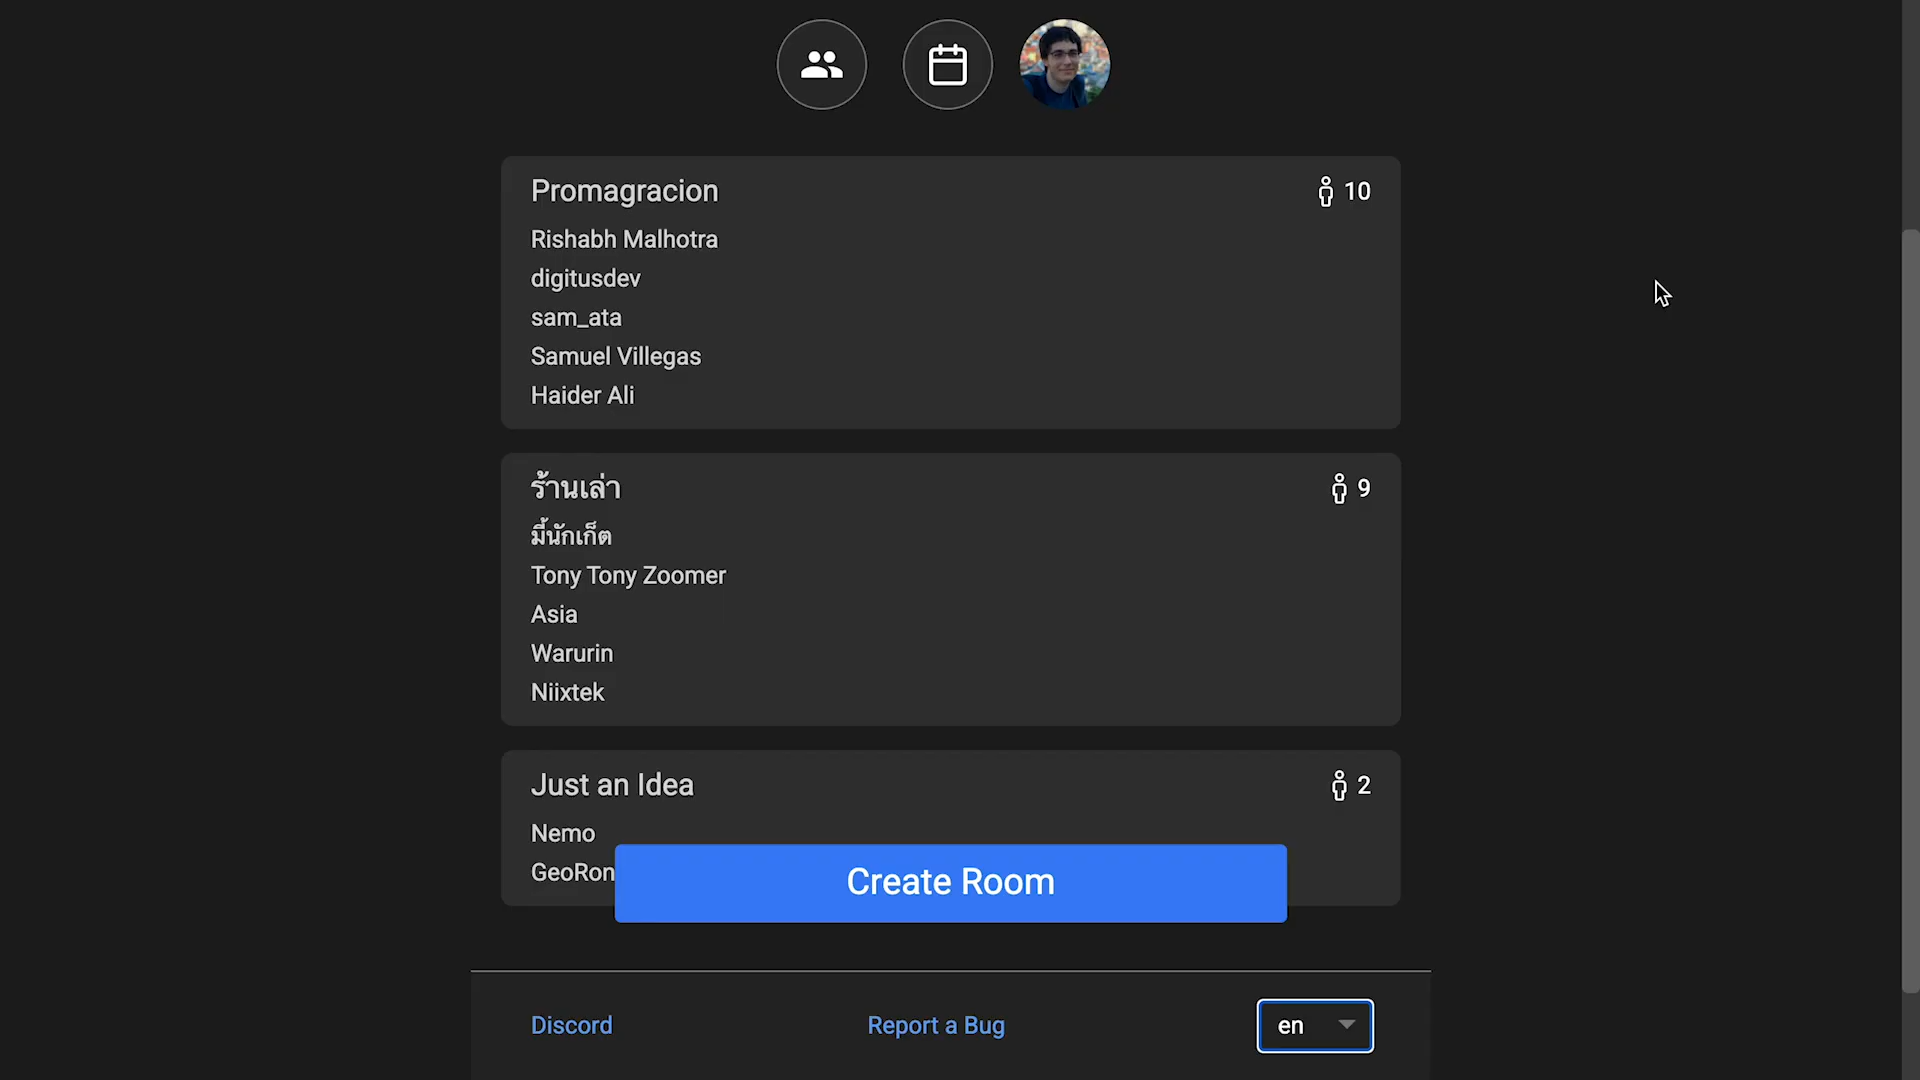 Promagracion
10
Rishabh Malhotra
digitusdev
sam_ata
Samuel Villegas
Haider Ali
ร้านเล่า
9
มี้นักเก็ต
Tony Tony Zoomer
Asia
Warurin
Niixtek
Just an Idea
2
Nemo
GeoRon
Create Room
Discord
Report a Bug
en